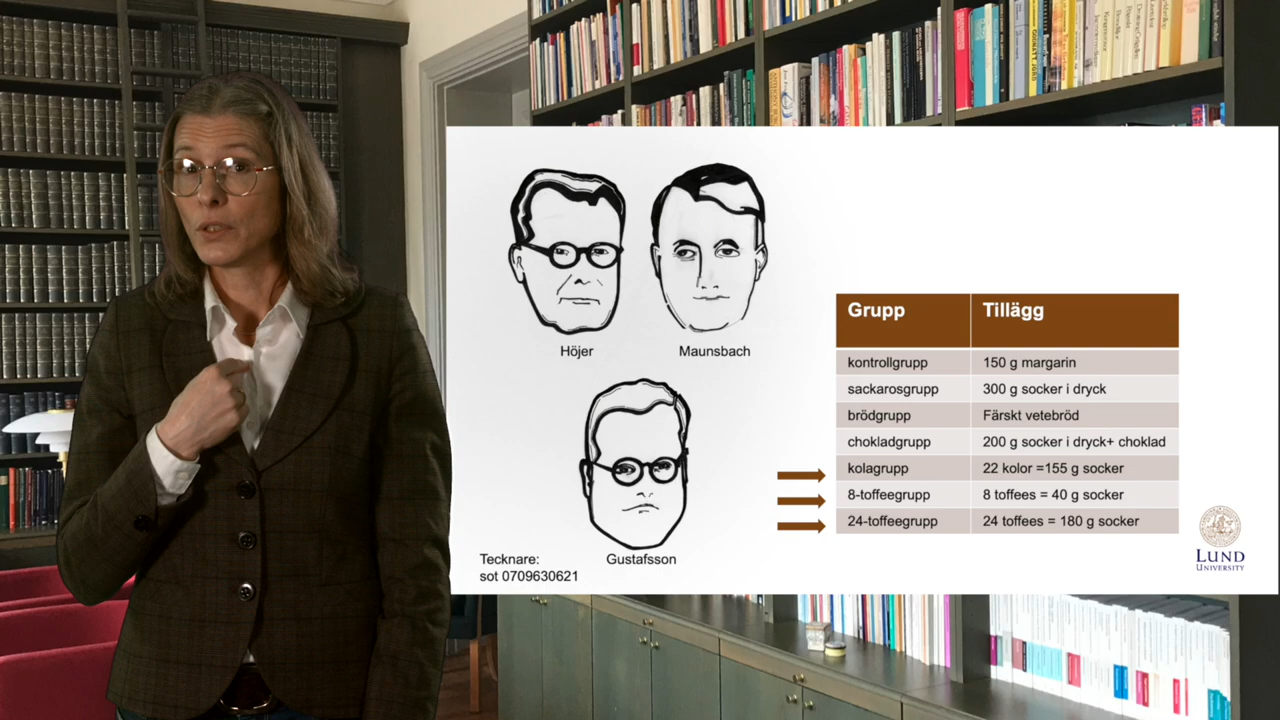 Höjer
Maunsbach
Gustafsson
Tecknare:
sot 0709630621
Grupp Tillägg
kontrollgrupp 150 g margarin
sackarosgrupp 300 g socker i dryck
brödgrupp Färskt vetebröd
chokladgrupp 200 g socker i dryck+ choklad
kolagrupp 22 kolor =155 g socker
8-toffeegrupp 8 toffees = 40 g socker
24-toffeegrupp 24 toffees = 180 g socker
LUND
UNIVERSITY